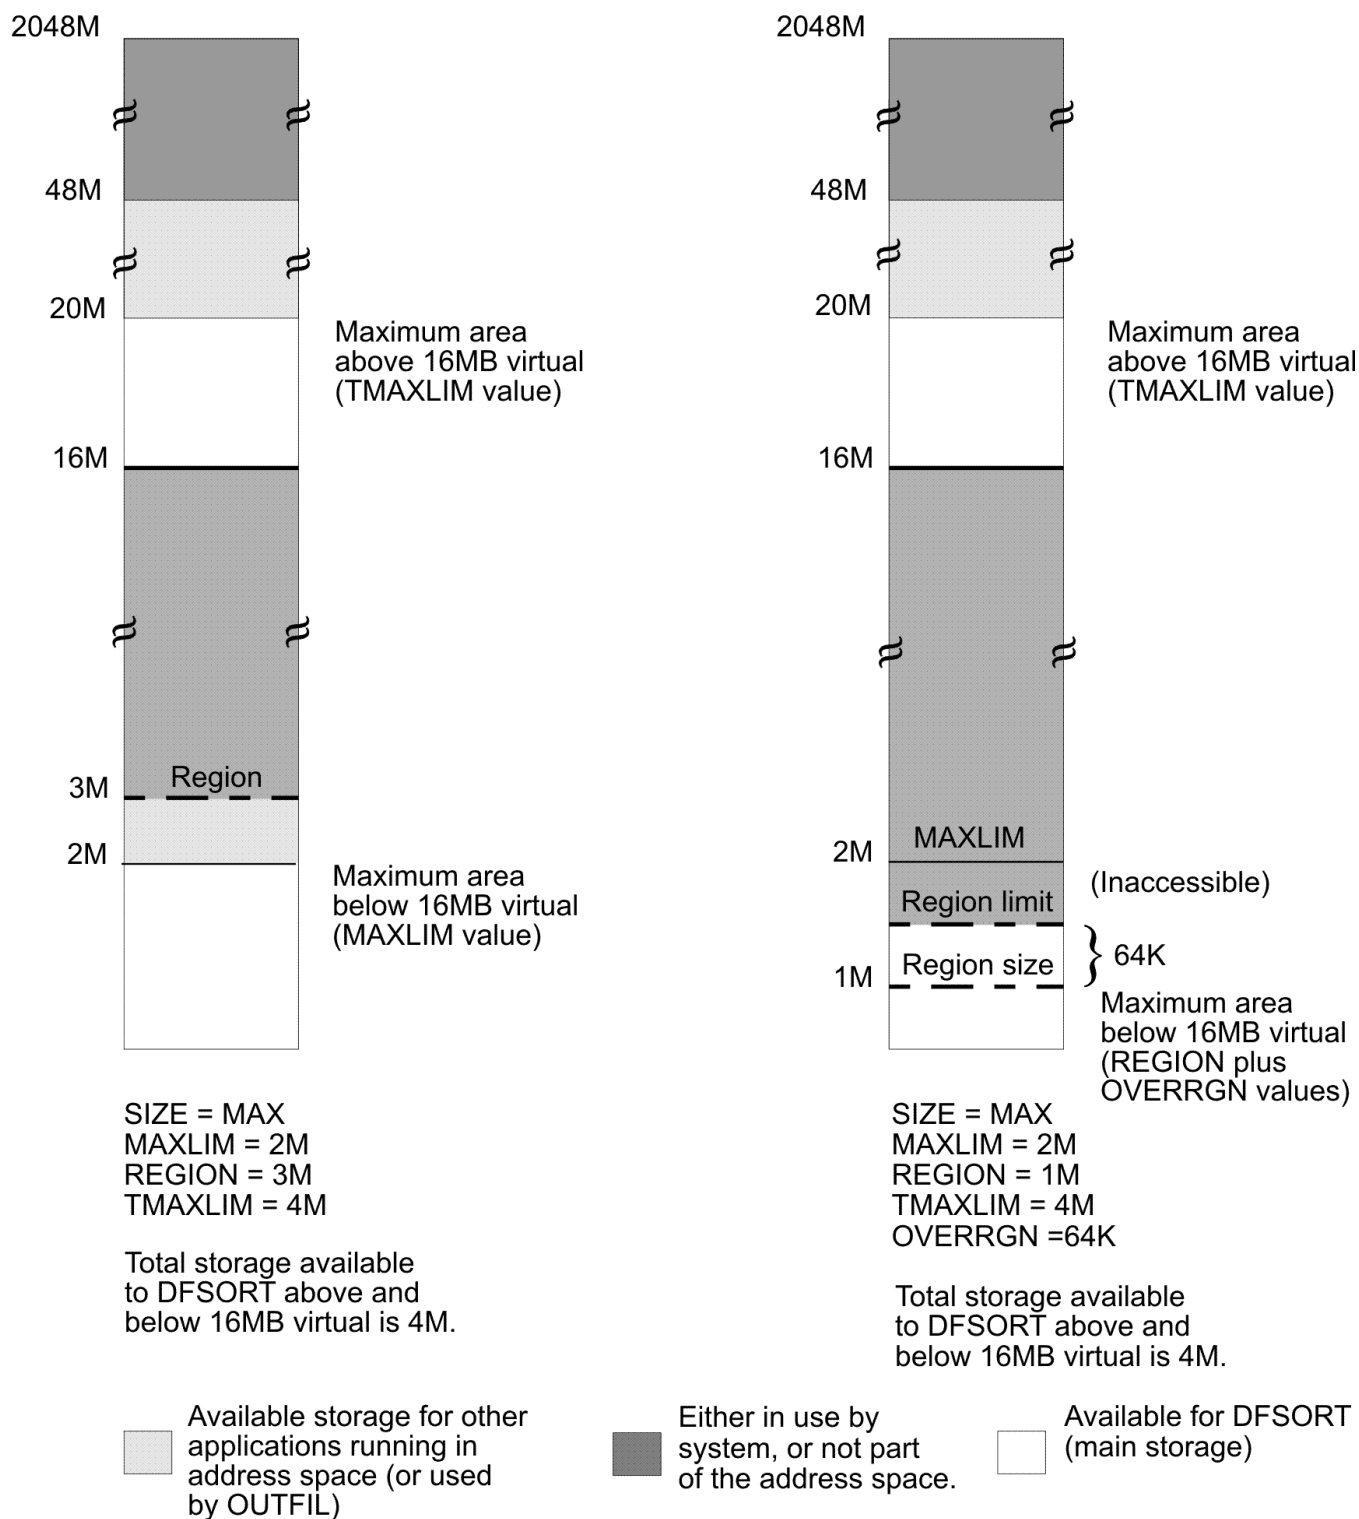 2048M
48M
20M
Maximum area
above 16MB virtual
(TMAXLIM value)
16M
Region
3M
2M
Maximum area
below 16MB virtual
(MAXLIM value)
SIZE = MAX
MAXLIM = 2M
REGION = 3M
TMAXLIM = 4M
Total storage available
to DFSORT above and
below 16MB virtual is 4M.
2048M
48M
20M
Maximum area
above 16MB virtual
(TMAXLIM value)
16M
MAXLIM
2M
(Inaccessible)
Region limit
64K
Region size
1M
Maximum area
below 16MB virtual
(REGION plus
OVERRGN values)
SIZE = MAX
MAXLIM = 2M
REGION = 1M
TMAXLIM = 4M
OVERRGN =64K
Total storage available
to DFSORT above and
below 16MB virtual is 4M.
Available storage for other
applications running in
address space (or used
by OUTFIL)
Either in use by
system, or not part
of the address space.
Available for DFSORT
(main storage)